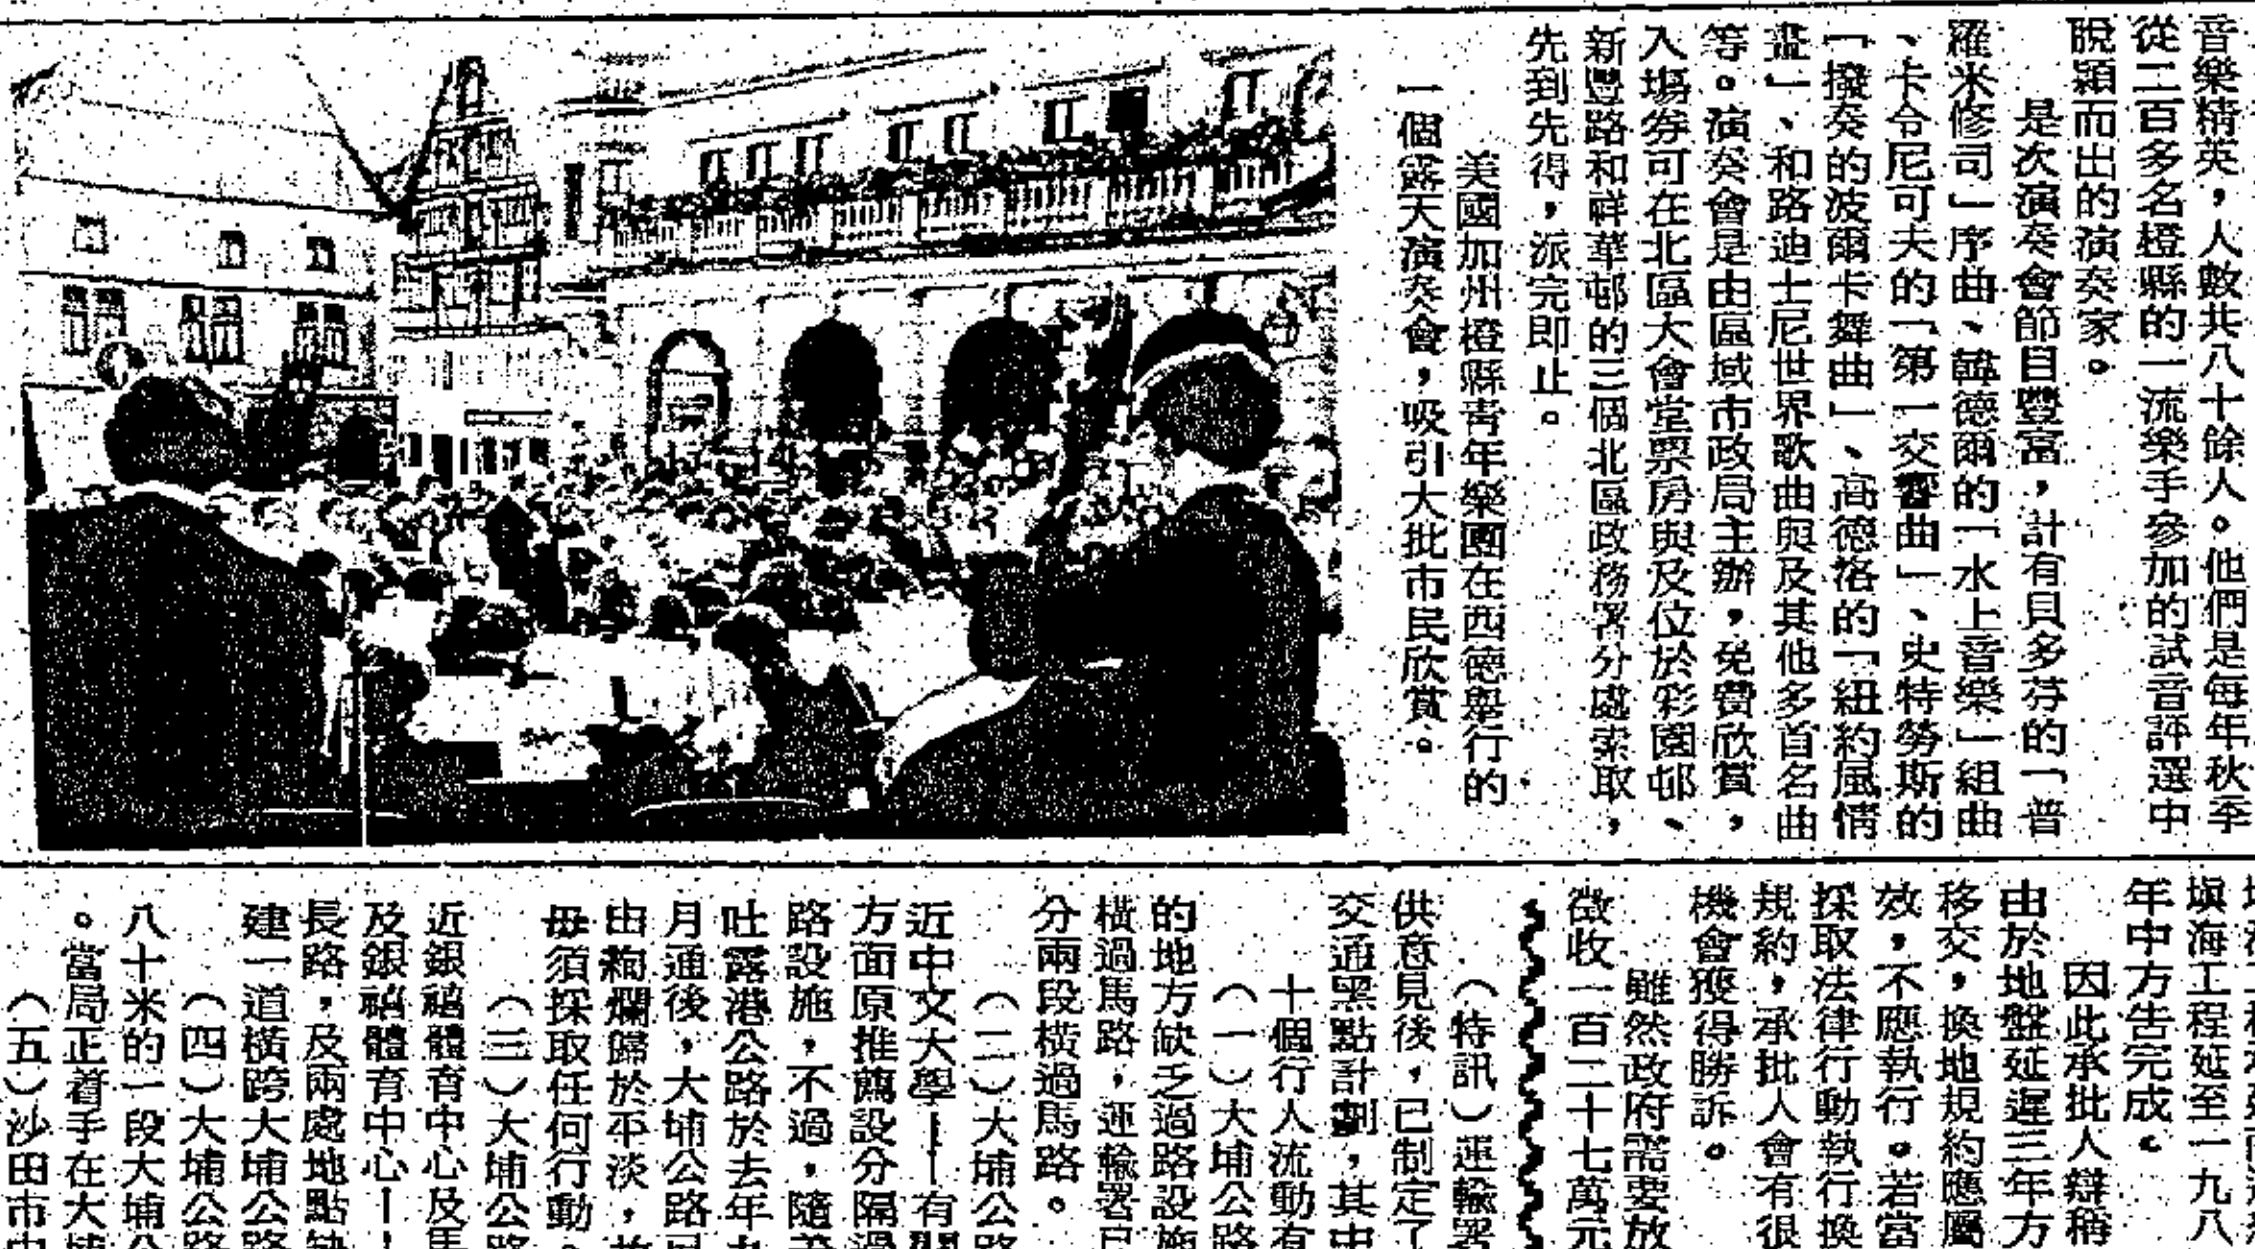 音樂精英，人數共八十餘人。他們是每年秋季
從二百多名橙縣的一流樂手參加的試音評選中
脫穎而出的演奏家。
是次演奏會節目豐富，計有貝多芬的「普
羅米修司」序曲、韓德爾的「水上音樂」組曲
、卡令尼可夫的「第一交響曲」、史特勞斯的
「撥奏的波爾卡舞曲」、高德洛的「紐約風情
畫」、和路迪士尼世界歌曲與及其他多首名曲
等。演奏會是由區域市政局主辦，免費欣賞，
入場券可在北區大會堂票房與及位於彩園邨、
新豐路和祥華邨的三個北區政務署分處索取，
先到先得，派完即止。
美國加州橙縣青年樂團在西德舉行的
一個露天演奏會，吸引大批市民欣賞。
填海工程延至一九八
年中方告完成。
因此承批人辯稱
由於地盤延遲三年方
移交，換地規約應屬
效，不應執行。若當
採取法律行動執行換
規約，承批人會有很
機會獲得勝訴。
雖然政府需要放
徵收一百二十七萬元
（特訊）運輸署
供意見後，已制定了
交通黑點計劃，其中
十個行人流動有
（一）大埔公路
的地方缺乏過路設施
橫過馬路，運輸署已
分兩段橫過馬路。
（二）大埔公路
近中文大學——有關
方面原推薦設分隔過
路設施，不過，隨着
吐露港公路於去年九
月通後，大埔公路已
由絢爛歸於平淡，故
毋須採取任何行動。
（三）大埔公路
近銀禧體育中心及馬
及銀禧體育中心——
長路，及兩處地點缺
建一道橫跨大埔公路
（四）大埔公路
八十米的一段大埔公
。當局正着手在大埔
（五）沙田市中